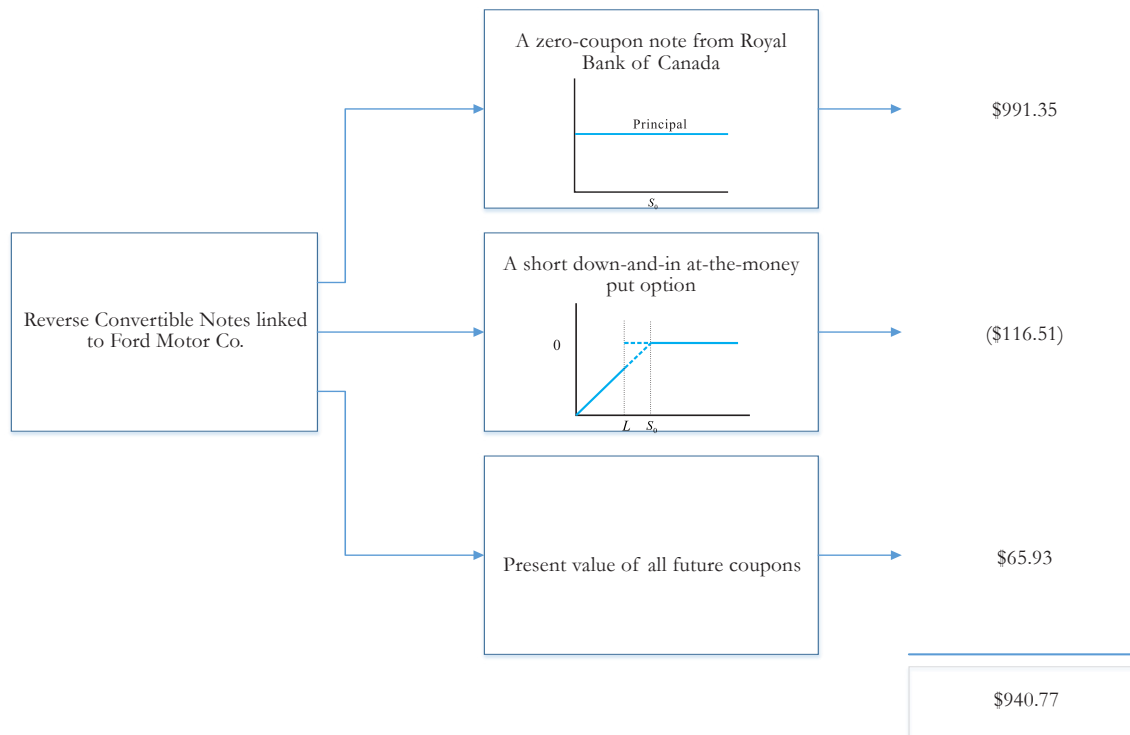 A zero-coupon note from Royal
Bank of Canada
Principal
S₀
$991.35
Reverse Convertible Notes linked
to Ford Motor Co.
A short down-and-in at-the-money
put option
0
L S₀
($116.51)
Present value of all future coupons
$65.93
$940.77